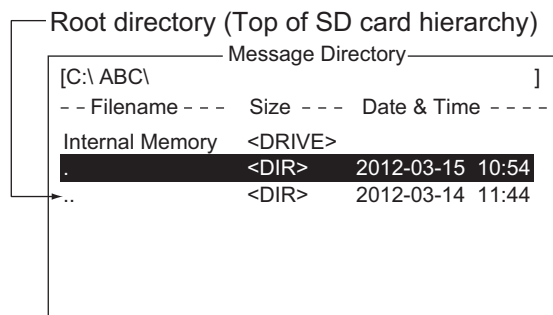 Root directory (Top of SD card hierarchy)
Message Directory
[C:\ ABC\ ]
- - Filename - - - Size - - - Date & Time - - - -
Internal Memory <DRIVE>
. <DIR> 2012-03-15 10:54
.. <DIR> 2012-03-14 11:44